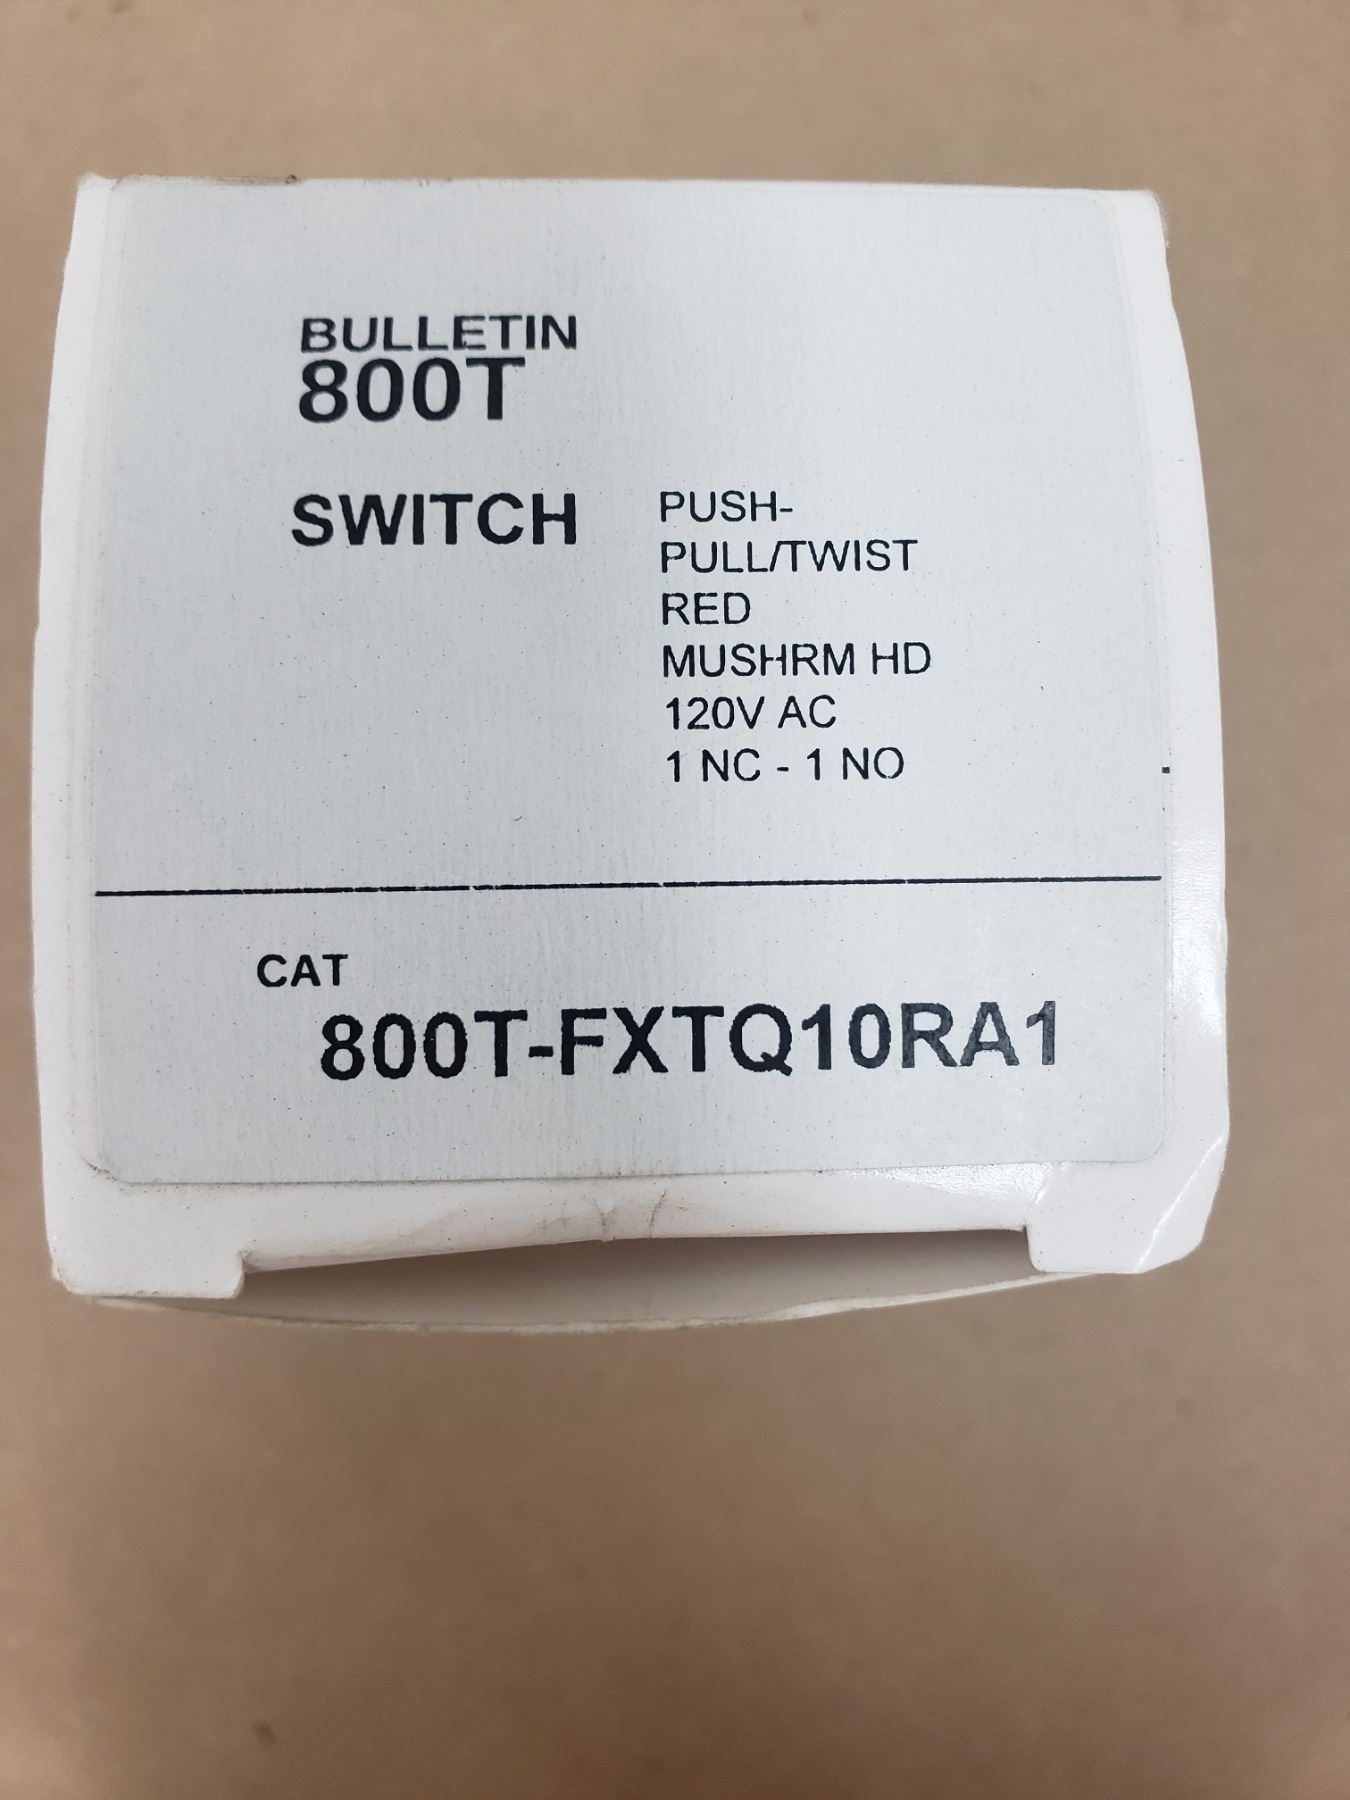 BULLETIN
800T
SWITCH
PUSH-
PULL/TWIST
RED
MUSHRM HD
120V AC
1 NC - 1 NO
CAT
800T-FXTQ10RA1